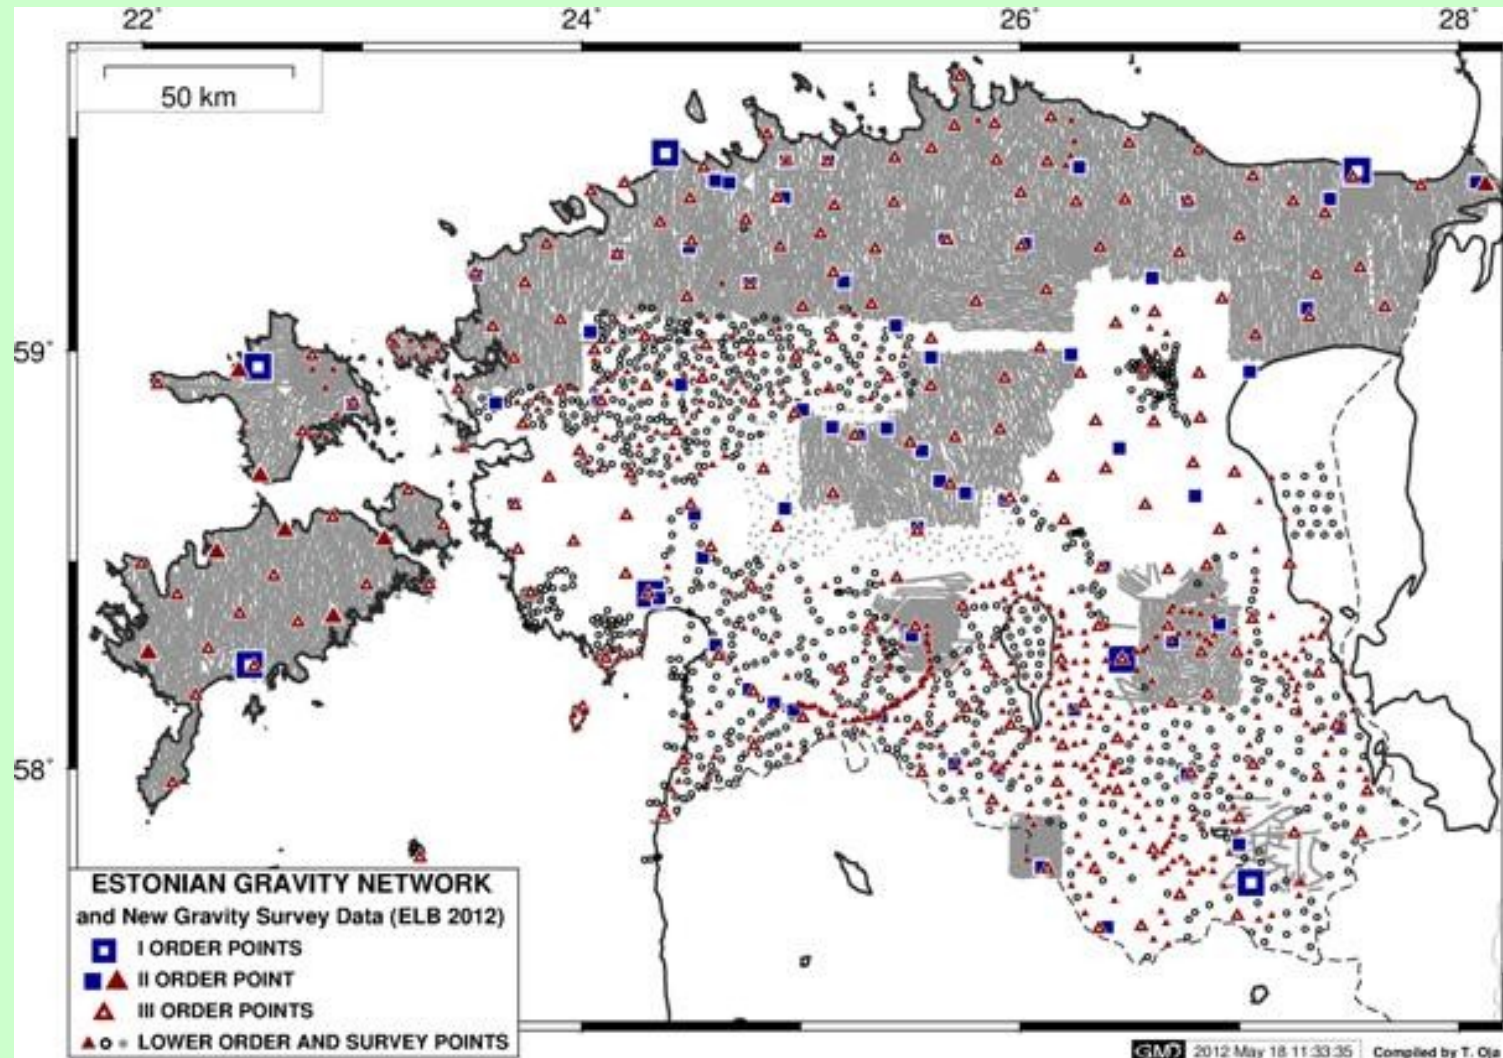 22° 24° 26° 28°
50 km
59°
58°
ESTONIAN GRAVITY NETWORK
and New Gravity Survey Data (ELB 2012)
I ORDER POINTS
II ORDER POINT
III ORDER POINTS
LOWER ORDER AND SURVEY POINTS
GMD 2012 May 18 11:33:35 Compiled by T. Oja